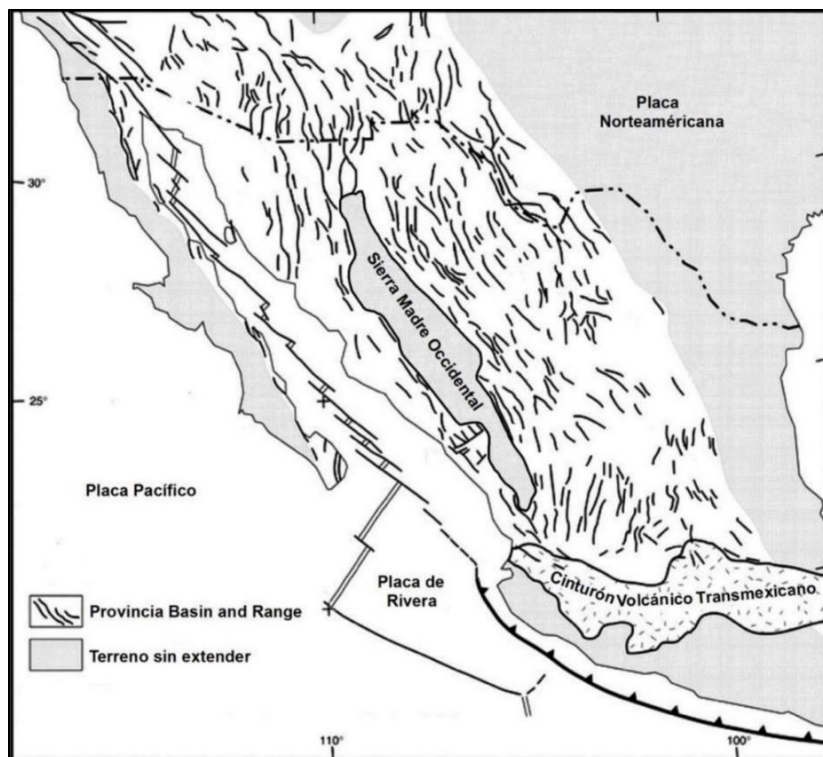 Placa
Norteaméricana
30°
Sierra Madre Occidental
25°
Placa Pacífico
Placa de
Rivera
Cinturón Volcánico Transmexicano
Provincia Basin and Range
Terreno sin extender
110°
100°